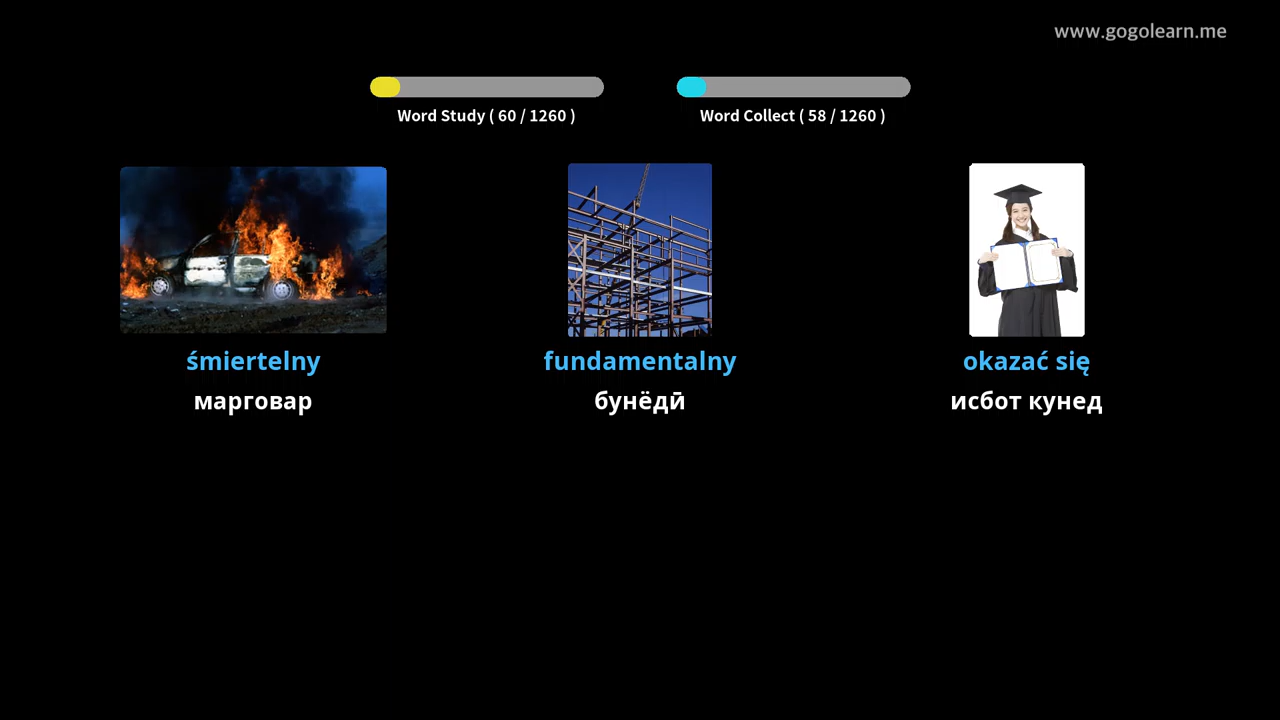 www.gogolearn.me
Word Study ( 60 / 1260 )
Word Collect ( 58 / 1260 )
śmiertelny
fundamentalny
okazać się
марговар
бунёдӣ
исбот кунед